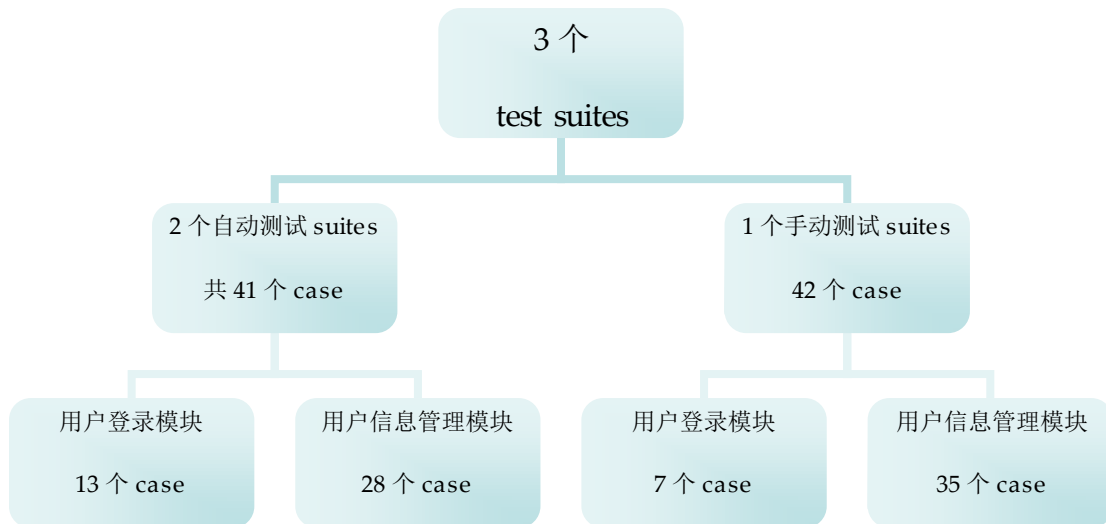 3 个
test suites
2 个自动测试 suites
共 41 个 case
1 个手动测试 suites
42 个 case
用户登录模块
13 个 case
用户信息管理模块
28 个 case
用户登录模块
7 个 case
用户信息管理模块
35 个 case